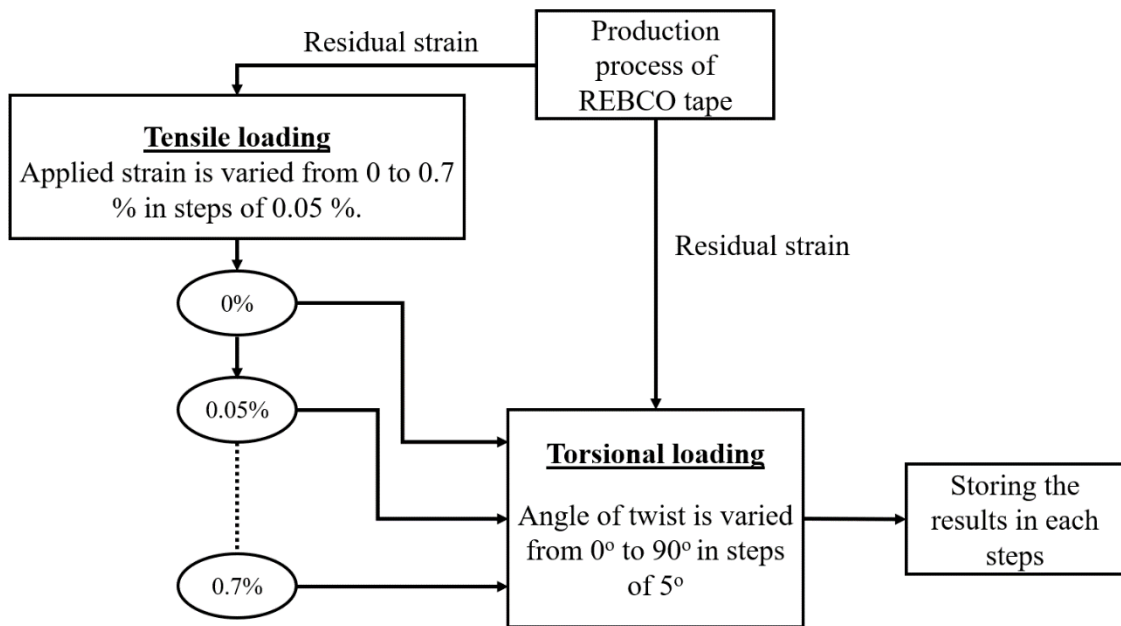 Residual strain
Production
process of
REBCO tape
Tensile loading
Applied strain is varied from 0 to 0.7
% in steps of 0.05 %.
Residual strain
0%
0.05%
0.7%
Torsional loading
Angle of twist is varied
from 0° to 90° in steps
of 5°
Storing the
results in each
steps